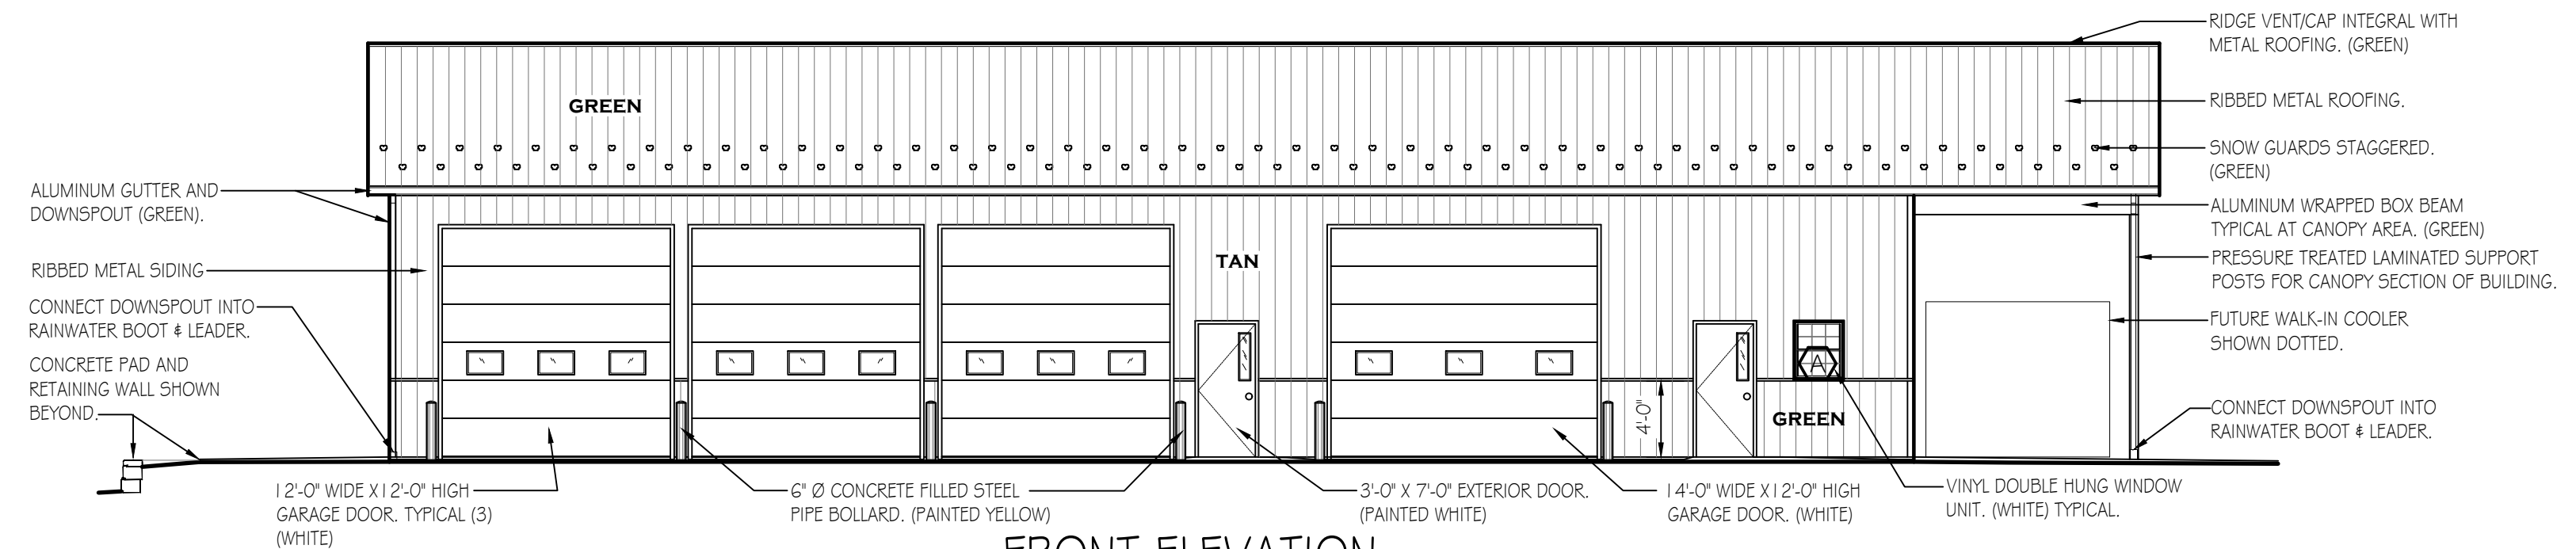 RIDGE VENT/CAP INTEGRAL WITH
METAL ROOFING. (GREEN)
GREEN
RIBBED METAL ROOFING.
SNOW GUARDS STAGGERED.
(GREEN)
ALUMINUM GUTTER AND
DOWNSPOUT (GREEN).
ALUMINUM WRAPPED BOX BEAM
TYPICAL AT CANOPY AREA. (GREEN)
RIBBED METAL SIDING
TAN
PRESSURE TREATED LAMINATED SUPPORT
POSTS FOR CANOPY SECTION OF BUILDING.
CONNECT DOWNSPOUT INTO
RAINWATER BOOT & LEADER.
FUTURE WALK-IN COOLER
SHOWN DOTTED.
CONCRETE PAD AND
RETAINING WALL SHOWN
BEYOND.
A
4'-0"
GREEN
CONNECT DOWNSPOUT INTO
RAINWATER BOOT & LEADER.
12'-0" WIDE X 12'-0" HIGH
GARAGE DOOR. TYPICAL (3)
(WHITE)
6" Ø CONCRETE FILLED STEEL
PIPE BOLLARD. (PAINTED YELLOW)
3'-0" X 7'-0" EXTERIOR DOOR.
(PAINTED WHITE)
14'-0" WIDE X 12'-0" HIGH
GARAGE DOOR. (WHITE)
VINYL DOUBLE HUNG WINDOW
UNIT. (WHITE) TYPICAL.
FRONT ELEVATION